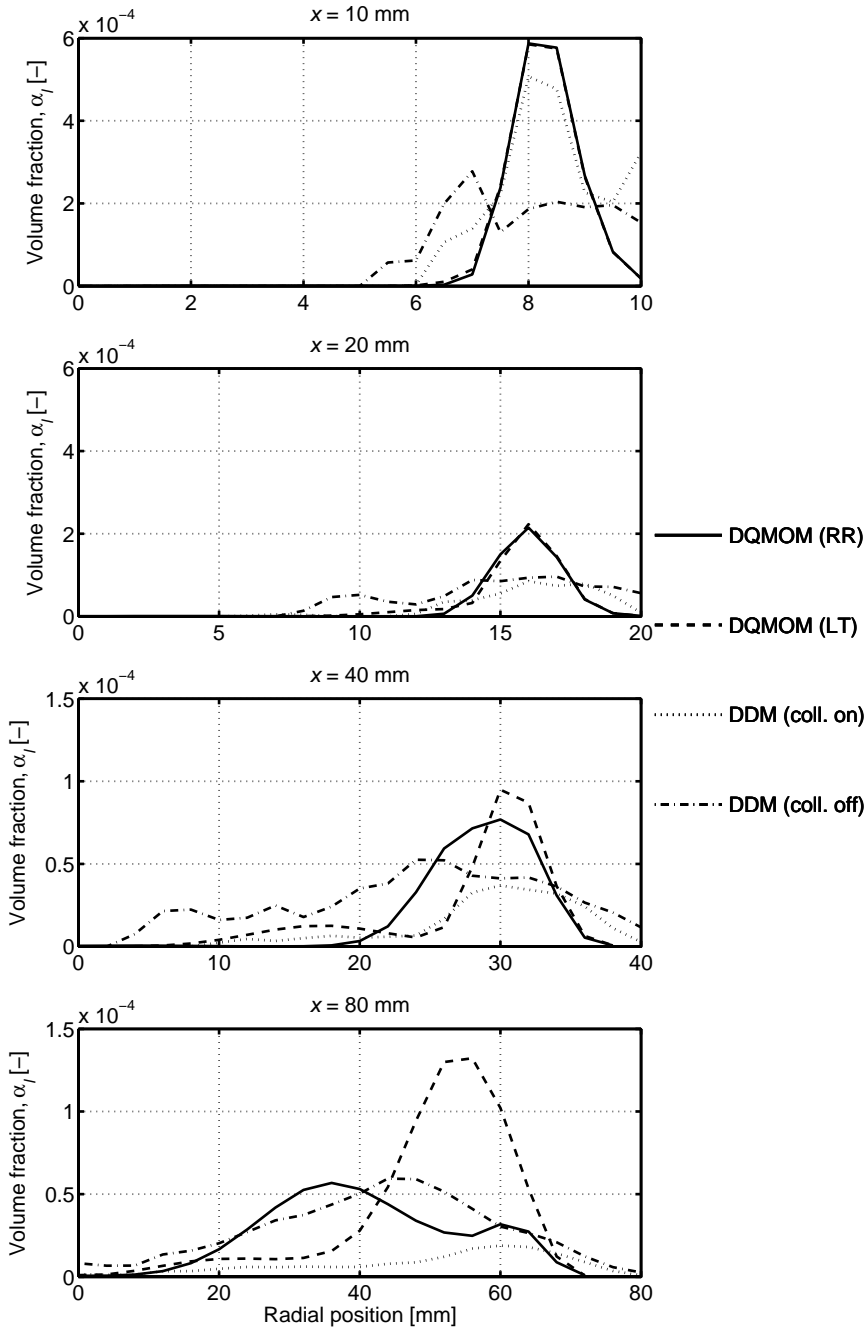 x 10−4
x = 10 mm
Volume fraction, αl [−]
6
4
2
0
0 2 4 6 8 10
x 10−4
x = 20 mm
Volume fraction, αl [−]
6
4
2
0
0 5 10 15 20
DQMOM (RR)
DQMOM (LT)
DDM (coll. on)
DDM (coll. off)
x 10−4
x = 40 mm
Volume fraction, αl [−]
1.5
1
0.5
0
0 10 20 30 40
x 10−4
x = 80 mm
Volume fraction, αl [−]
1.5
1
0.5
0
0 20 40 60 80
Radial position [mm]